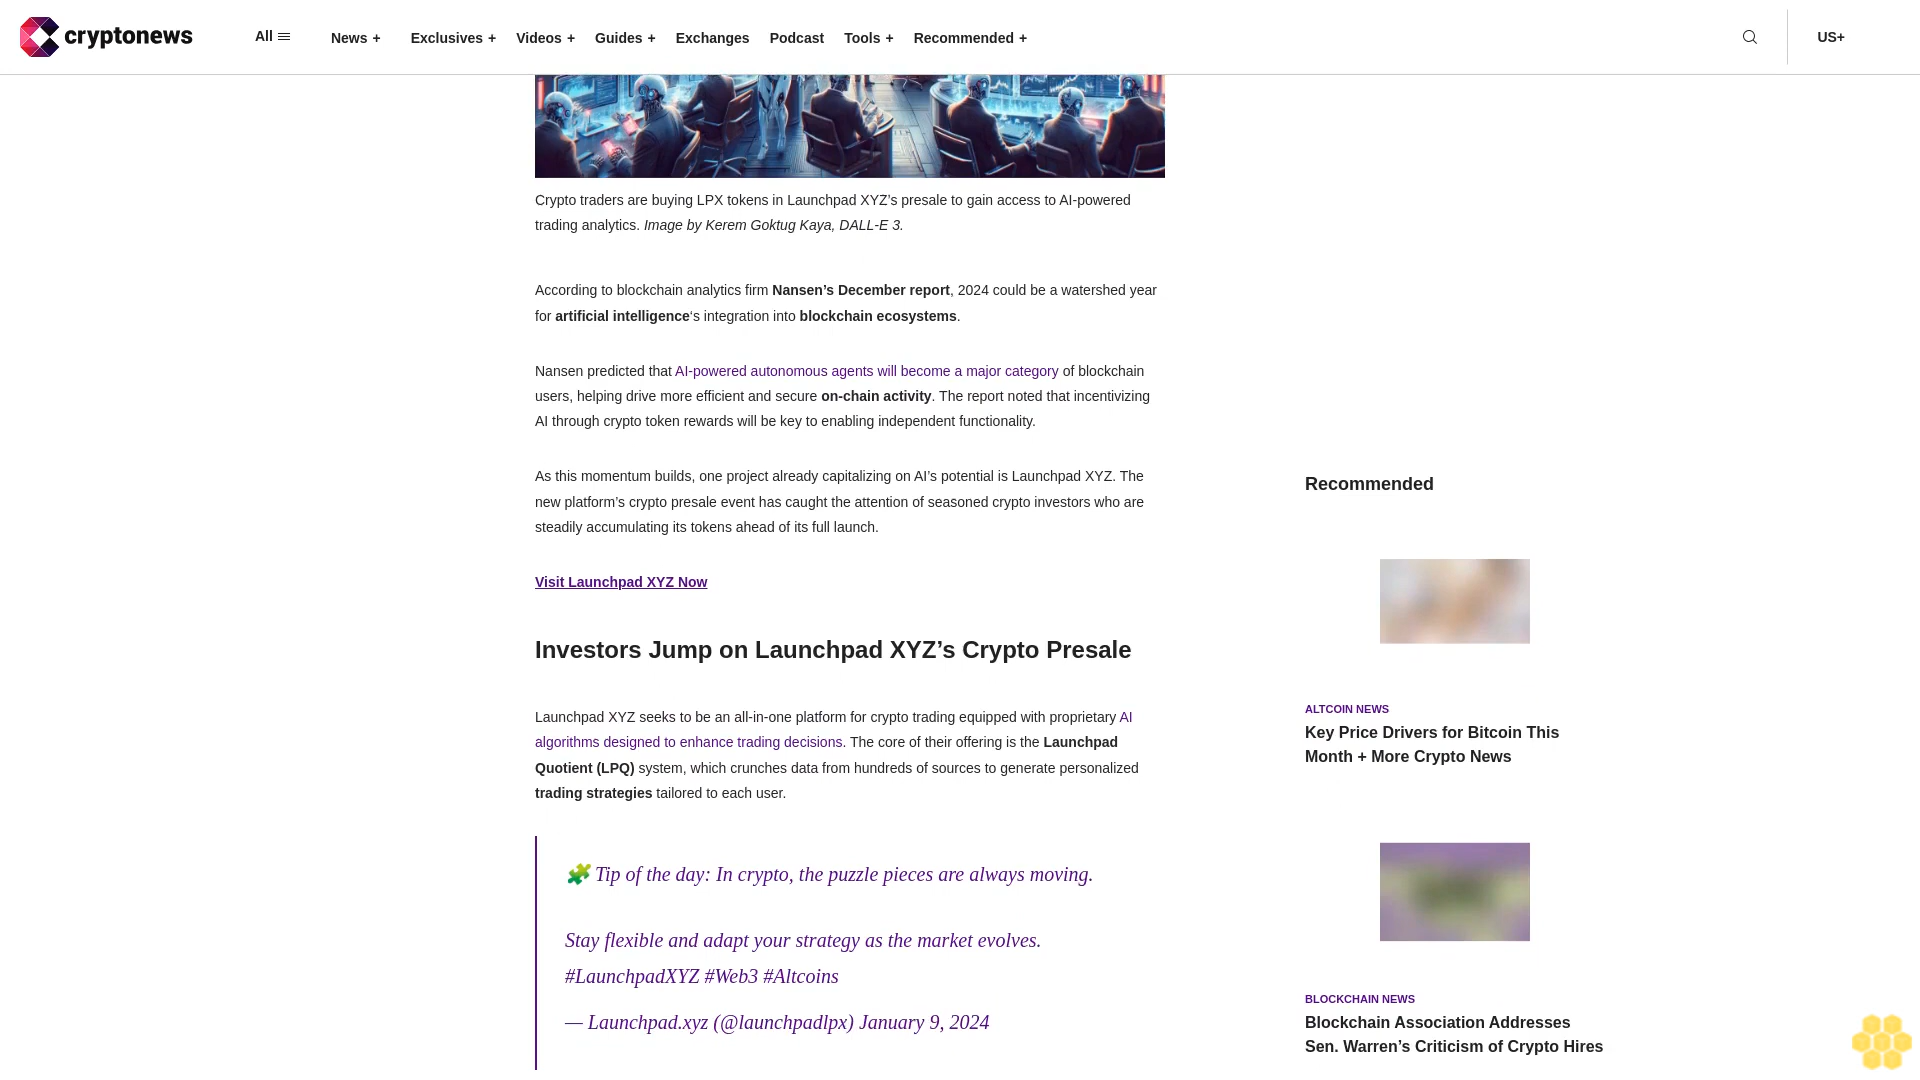 cryptonews
All
News +
Exclusives +
Videos +
Guides +
Exchanges
Podcast
Tools +
Recommended +
US+
Crypto traders are buying LPX tokens in Launchpad XYZ’s presale to gain access to AI-powered
trading analytics. Image by Kerem Goktug Kaya, DALL-E 3.
According to blockchain analytics firm Nansen’s December report, 2024 could be a watershed year
for artificial intelligence‘s integration into blockchain ecosystems.
Nansen predicted that AI-powered autonomous agents will become a major category of blockchain
users, helping drive more efficient and secure on-chain activity. The report noted that incentivizing
AI through crypto token rewards will be key to enabling independent functionality.
As this momentum builds, one project already capitalizing on AI’s potential is Launchpad XYZ. The
new platform’s crypto presale event has caught the attention of seasoned crypto investors who are
steadily accumulating its tokens ahead of its full launch.
Visit Launchpad XYZ Now
Investors Jump on Launchpad XYZ’s Crypto Presale
Launchpad XYZ seeks to be an all-in-one platform for crypto trading equipped with proprietary AI
algorithms designed to enhance trading decisions. The core of their offering is the Launchpad
Quotient (LPQ) system, which crunches data from hundreds of sources to generate personalized
trading strategies tailored to each user.
🧩 Tip of the day: In crypto, the puzzle pieces are always moving.
Stay flexible and adapt your strategy as the market evolves.
#LaunchpadXYZ #Web3 #Altcoins
— Launchpad.xyz (@launchpadlpx) January 9, 2024
Recommended
ALTCOIN NEWS
Key Price Drivers for Bitcoin This
Month + More Crypto News
BLOCKCHAIN NEWS
Blockchain Association Addresses
Sen. Warren’s Criticism of Crypto Hires